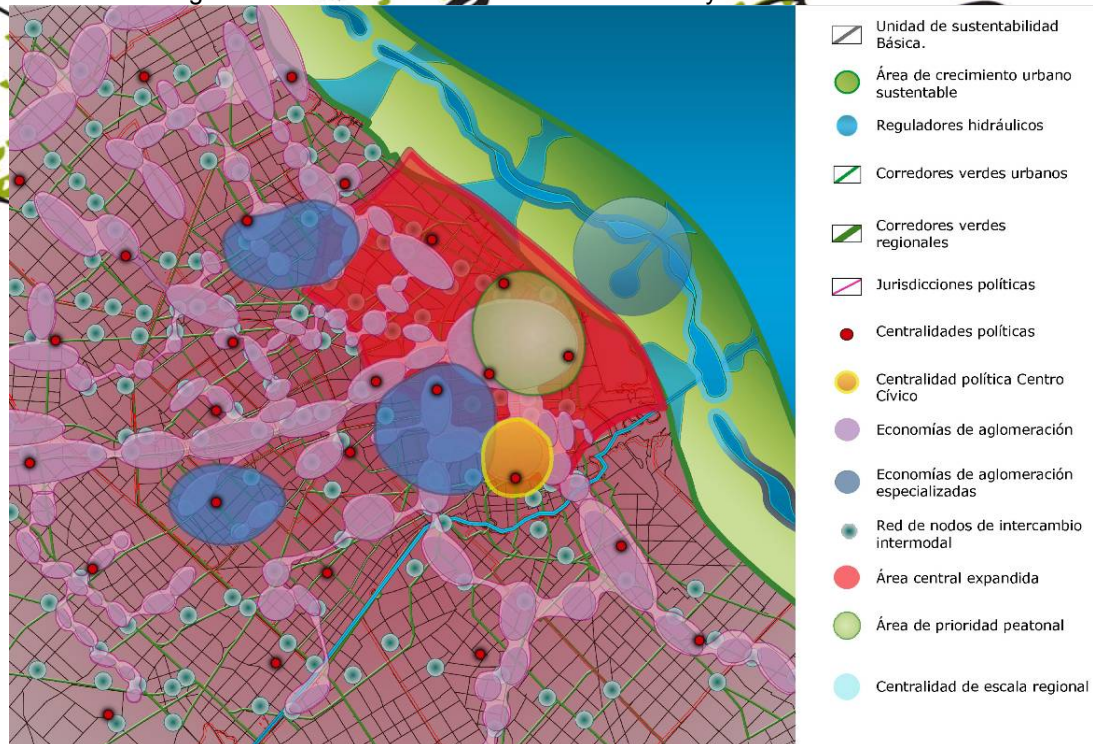 Unidad de sustentabilidad
Básica.
Área de crecimiento urbano
sustentable
Reguladores hidráulicos
Corredores verdes urbanos
Corredores verdes
regionales
Jurisdicciones políticas
Centralidades políticas
Centralidad política Centro
Cívico
Economías de aglomeración
Economías de aglomeración
especializadas
Red de nodos de intercambio
intermodal
Área central expandida
Área de prioridad peatonal
Centralidad de escala regional